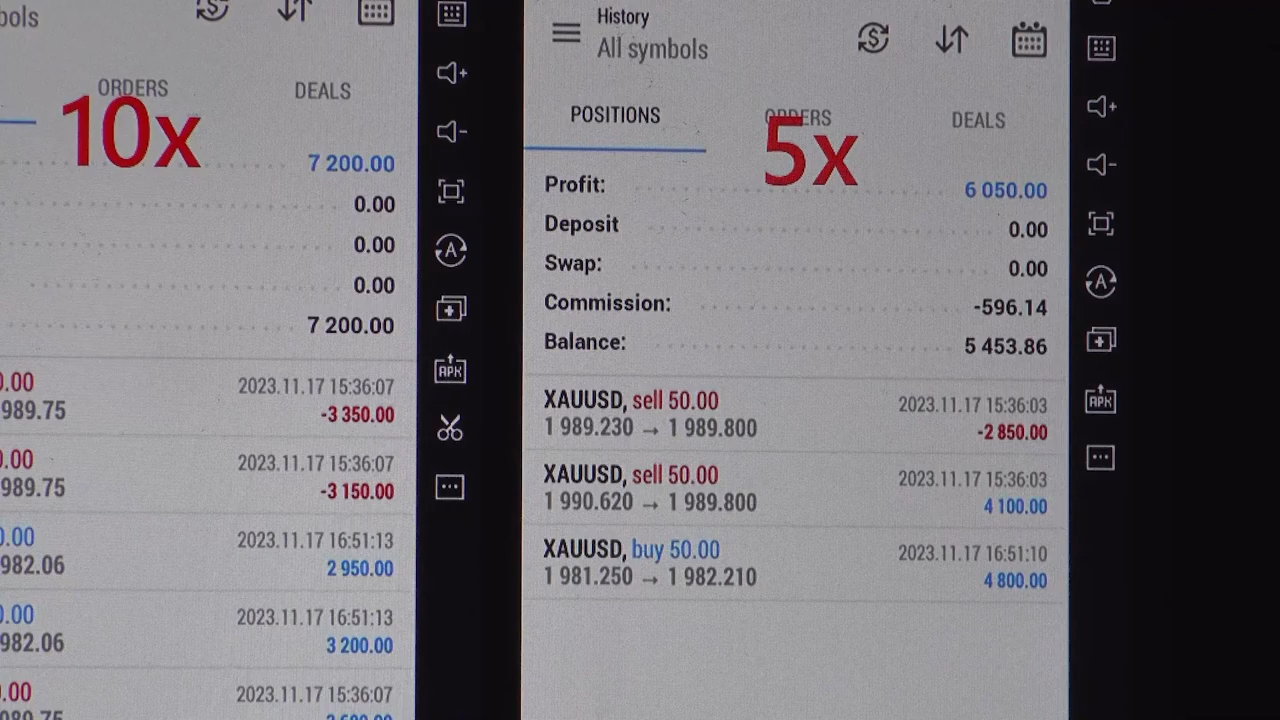 bols
ORDERS
DEALS
10x
7 200.00
0.00
0.00
0.00
7 200.00
0.00
2023.11.17 15:36:07
989.75
-3 350.00
0.00
2023.11.17 15:36:07
989.75
-3 150.00
0.00
2023.11.17 16:51:13
982.06
2 950.00
0.00
2023.11.17 16:51:13
982.06
3 200.00
0.00
2023.11.17 15:36:07
A
APK
History
All symbols
POSITIONS
ORDERS
DEALS
5x
Profit: 6 050.00
Deposit 0.00
Swap: 0.00
Commission: -596.14
Balance: 5 453.86
XAUUSD, sell 50.00 2023.11.17 15:36:03
1 989.230 → 1 989.800 -2 850.00
XAUUSD, sell 50.00 2023.11.17 15:36:03
1 990.620 → 1 989.800 4 100.00
XAUUSD, buy 50.00 2023.11.17 16:51:10
1 981.250 → 1 982.210 4 800.00
A
APK